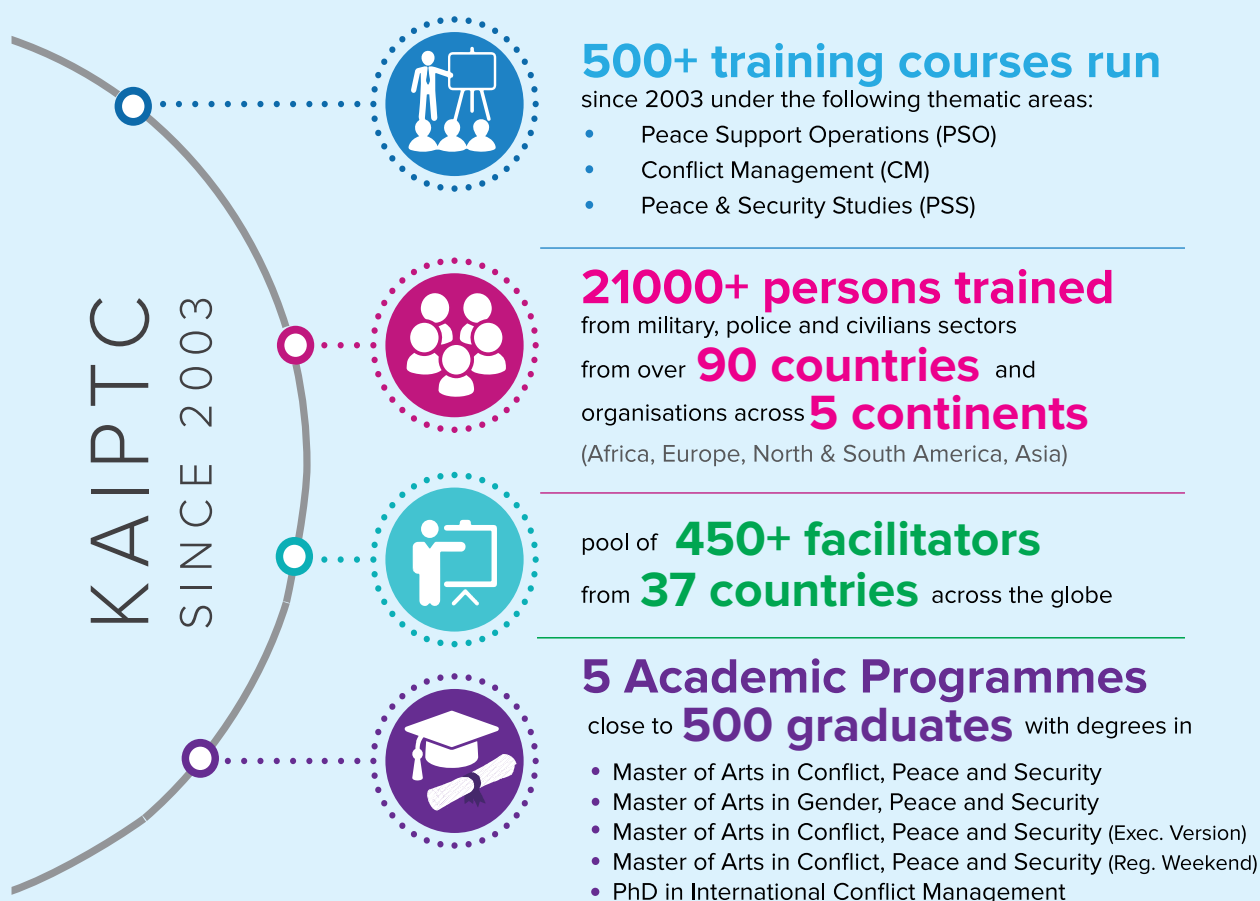 KAIPTC
SINCE 2003
500+ training courses run
since 2003 under the following thematic areas:
• Peace Support Operations (PSO)
• Conflict Management (CM)
• Peace & Security Studies (PSS)
21000+ persons trained
from military, police and civilians sectors
from over 90 countries and
organisations across 5 continents
(Africa, Europe, North & South America, Asia)
pool of 450+ facilitators
from 37 countries across the globe
5 Academic Programmes
close to 500 graduates with degrees in
• Master of Arts in Conflict, Peace and Security
• Master of Arts in Gender, Peace and Security
• Master of Arts in Conflict, Peace and Security (Exec. Version)
• Master of Arts in Conflict, Peace and Security (Reg. Weekend)
• PhD in International Conflict Management